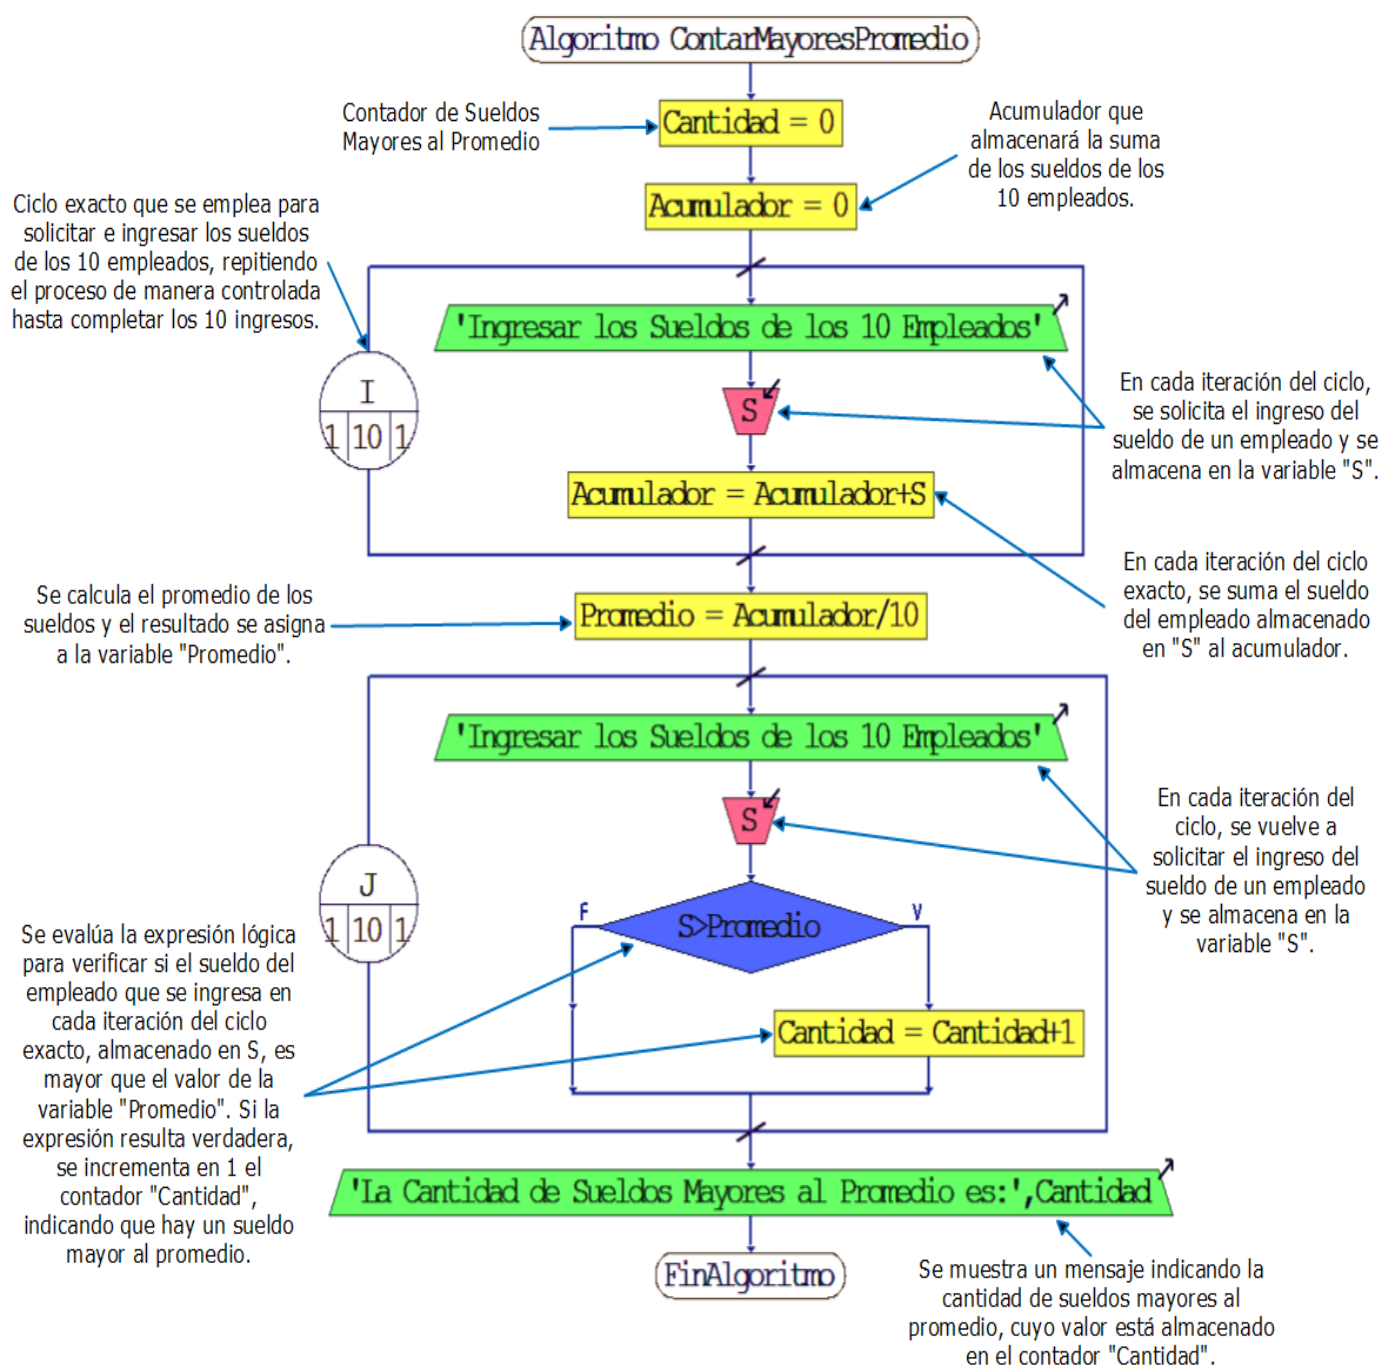 Algoritmo ContarMayoresPromedio
Contador de Sueldos
Mayores al Promedio
Cantidad = 0
Acumulador que
almacenará la suma
de los sueldos de los
10 empleados.
Acumulador = 0
Ciclo exacto que se emplea para
solicitar e ingresar los sueldos
de los 10 empleados, repitiendo
el proceso de manera controlada
hasta completar los 10 ingresos.
'Ingresar los Sueldos de los 10 Empleados'
I
1 10 1
S
En cada iteración del ciclo,
se solicita el ingreso del
sueldo de un empleado y se
almacena en la variable "S".
Acumulador = Acumulador+S
En cada iteración del ciclo
exacto, se suma el sueldo
del empleado almacenado
en "S" al acumulador.
Se calcula el promedio de los
sueldos y el resultado se asigna
a la variable "Promedio".
Promedio = Acumulador/10
'Ingresar los Sueldos de los 10 Empleados'
S
En cada iteración del
ciclo, se vuelve a
solicitar el ingreso del
sueldo de un empleado
y se almacena en la
variable "S".
J
1 10 1
F
V
S>Promedio
Se evalúa la expresión lógica
para verificar si el sueldo del
empleado que se ingresa en
cada iteración del ciclo
exacto, almacenado en S, es
mayor que el valor de la
variable "Promedio". Si la
expresión resulta verdadera,
se incrementa en 1 el
contador "Cantidad",
indicando que hay un sueldo
mayor al promedio.
Cantidad = Cantidad+1
'La Cantidad de Sueldos Mayores al Promedio es:',Cantidad
FinAlgoritmo
Se muestra un mensaje indicando la
cantidad de sueldos mayores al
promedio, cuyo valor está almacenado
en el contador "Cantidad".